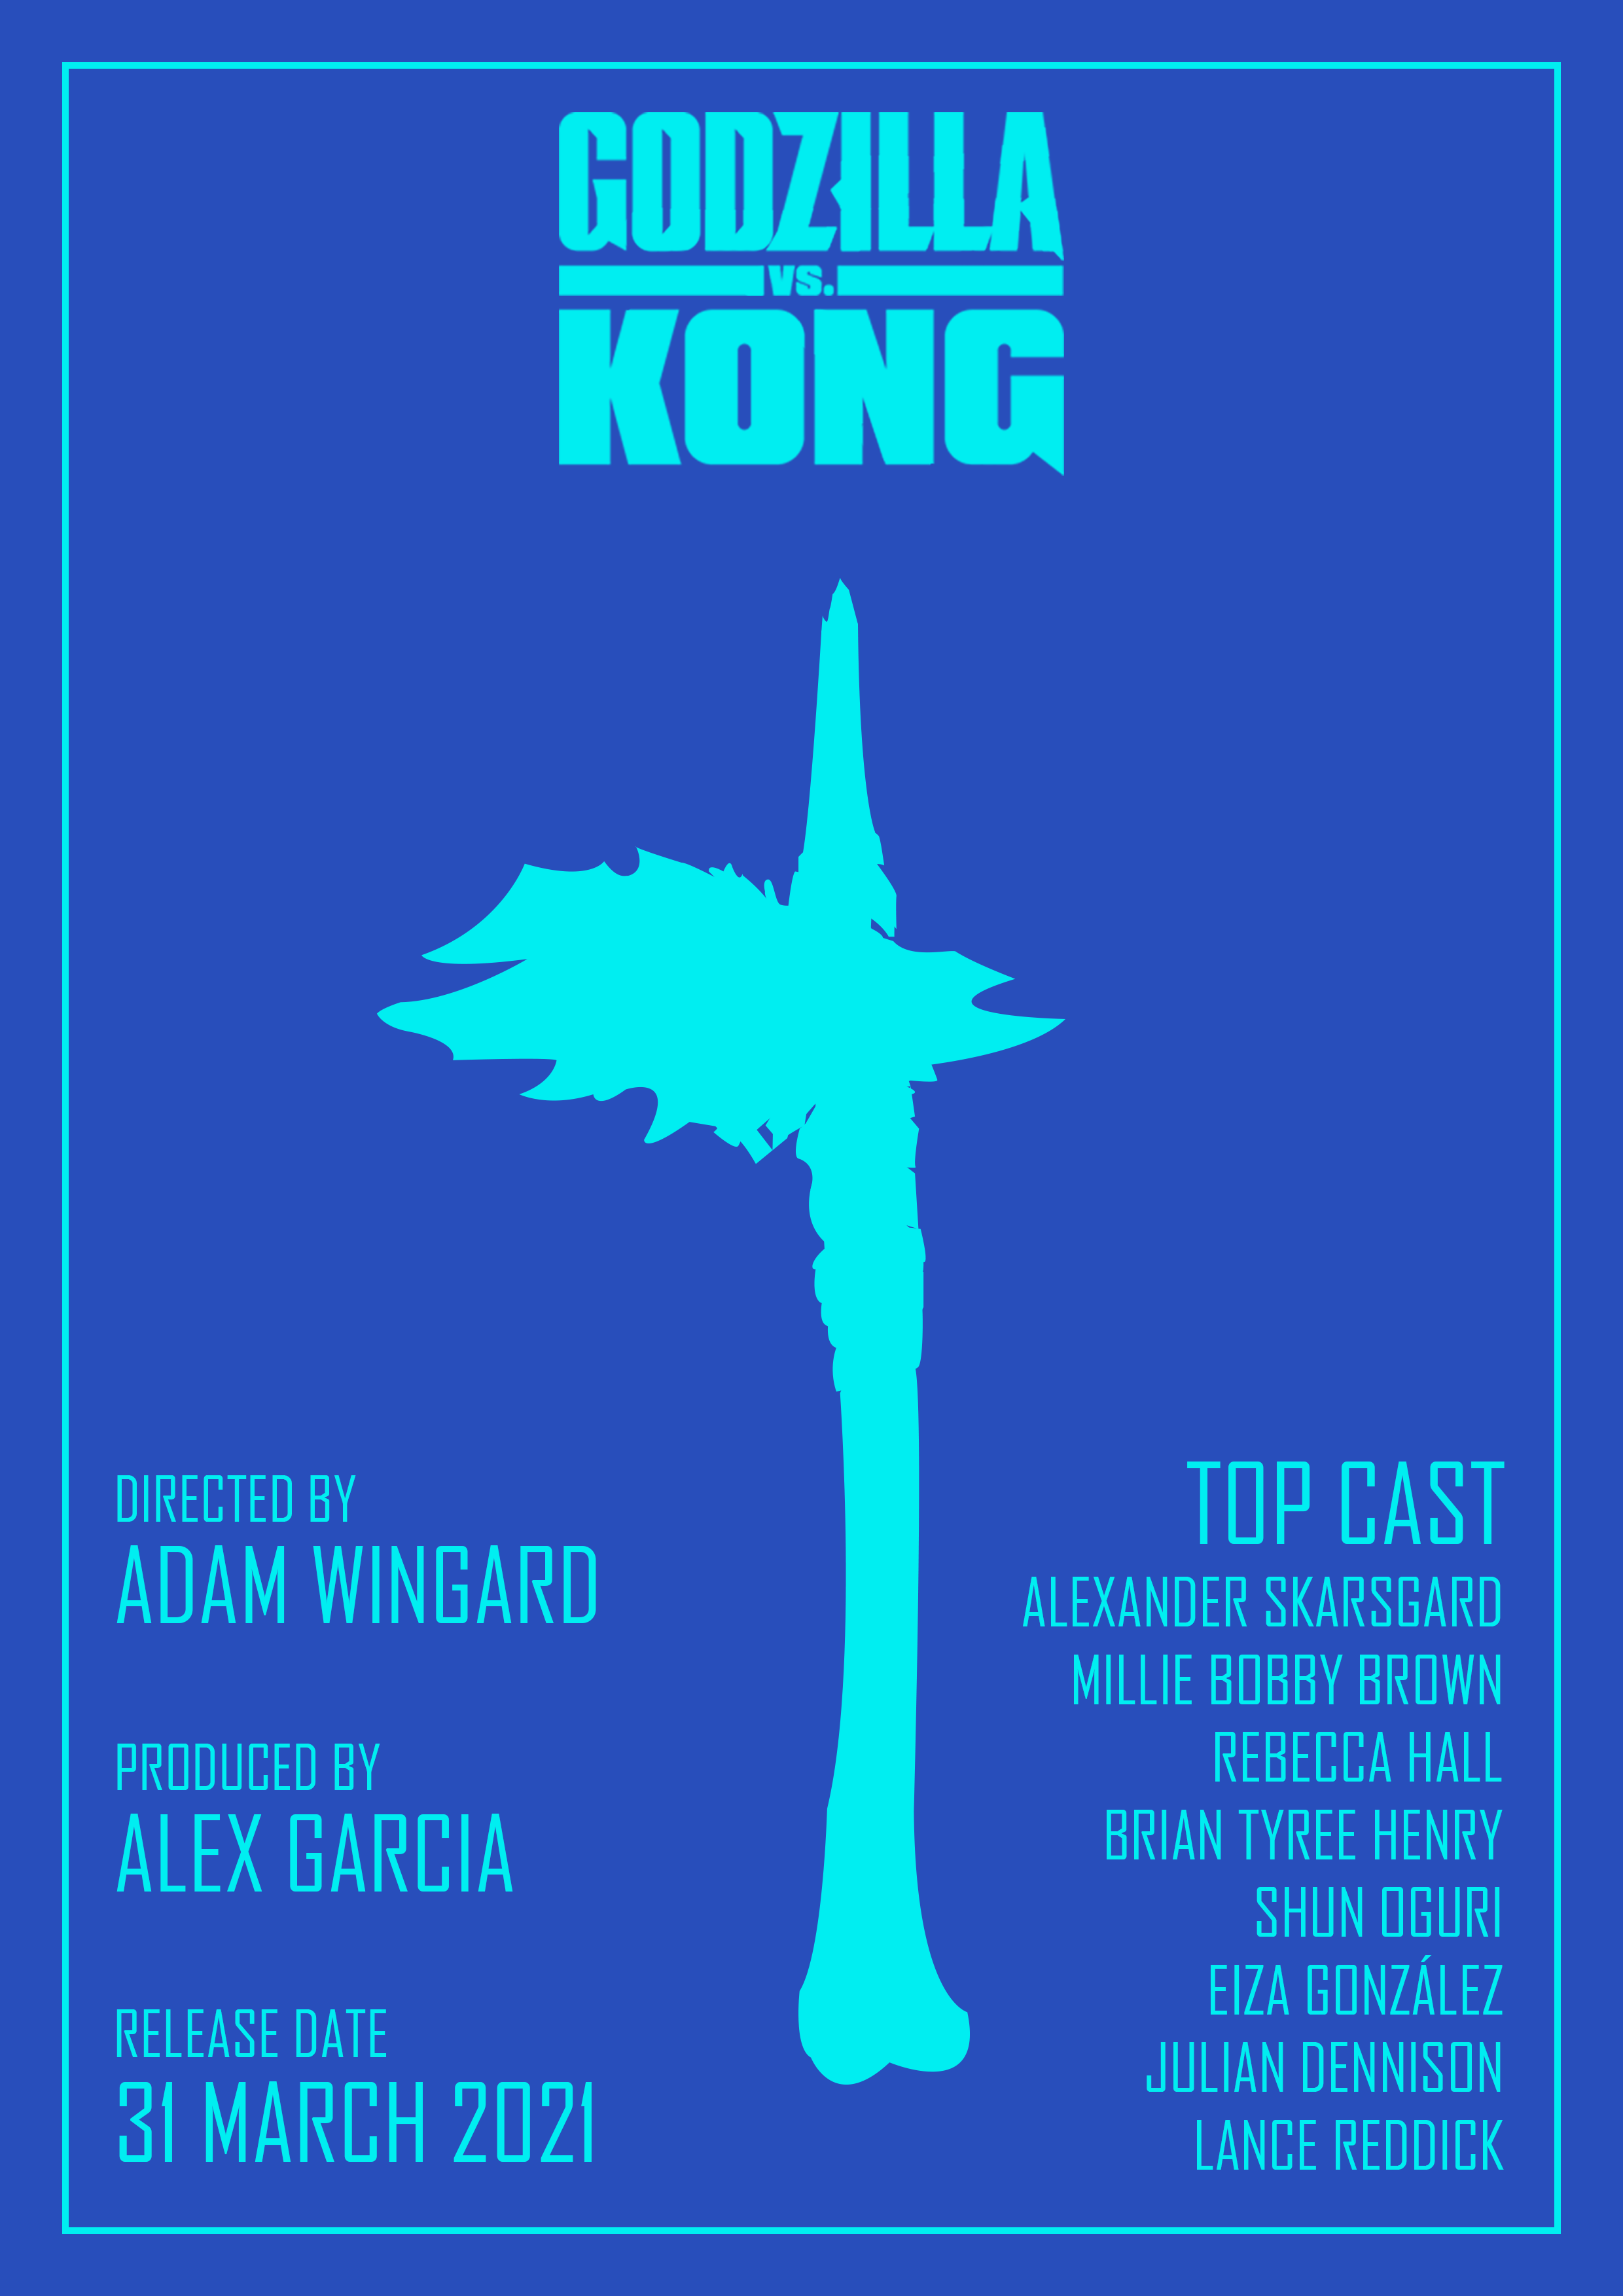 GODZILLA
VS.
KONG
DIRECTED BY
ADAM WINGARD
PRODUCED BY
ALEX GARCIA
RELEASE DATE
31 MARCH 2021
TOP CAST
ALEXANDER SKARSGARD
MILLIE BOBBY BROWN
REBECCA HALL
BRIAN TYREE HENRY
SHUN OGURI
EIZA GONZÁLEZ
JULIAN DENNISON
LANCE REDDICK